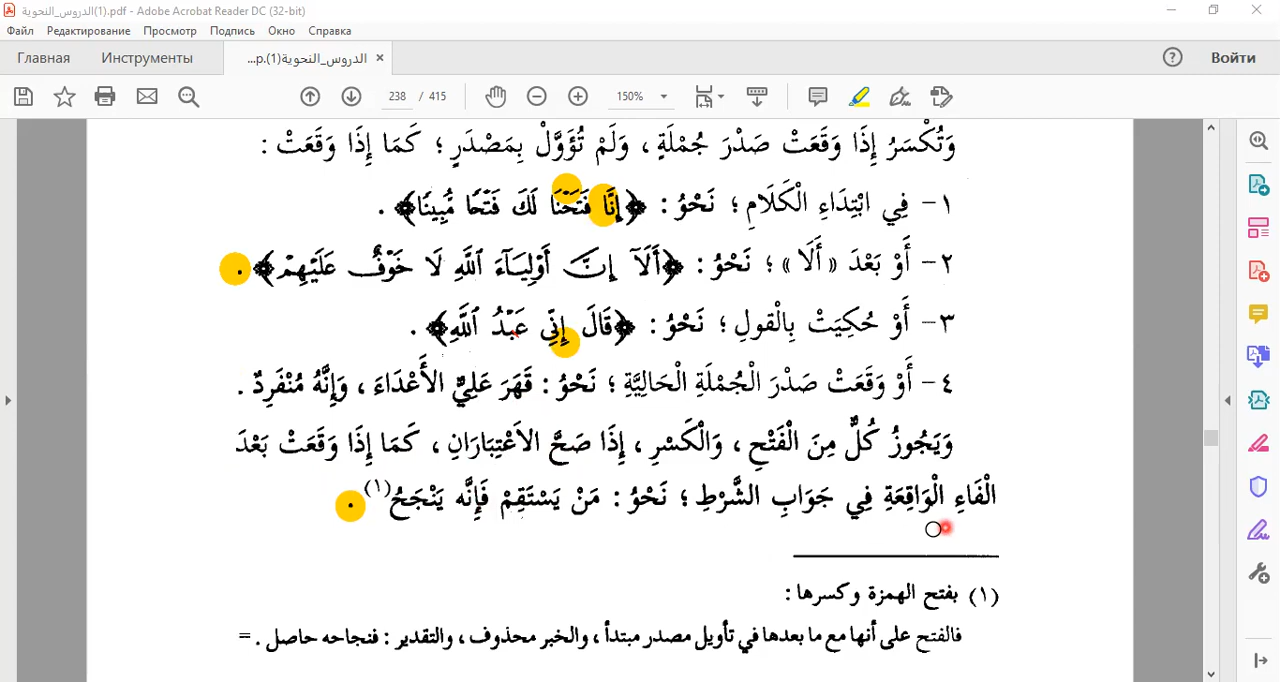 الدروس_النحوية(1).pdf - Adobe Acrobat Reader DC (32-bit)
Файл Редактирование Просмотр Подпись Окно Справка
Главная Инструменты الدروس_النحوية(1).p... × Войти
238 / 415 150%
وَتُكْسَرُ إِذَا وَقَعَتْ صَدْرَ جُمْلَةٍ ، وَلَمْ تُؤَوَّلْ بِمَصْدَرٍ ؛ كَمَا إِذَا وَقَعَتْ :
١- فِي ابْتِدَاءِ الْكَلَامِ ؛ نَحْوُ : ﴿إِنَّا فَتَحْنَا لَكَ فَتْحًا مُّبِينًا﴾ .
٢- أَوْ بَعْدَ «أَلَا» ؛ نَحْوُ : ﴿أَلَآ إِنَّ أَوْلِيَآءَ ٱللَّهِ لَا خَوْفٌ عَلَيْهِمْ﴾ .
٣- أَوْ حُكِيَتْ بِالْقولِ ؛ نَحْوُ : ﴿قَالَ إِنِّى عَبْدُ ٱللَّهِ﴾ .
٤- أَوْ وَقَعَتْ صَدْرَ الْجُمْلَةِ الْحَالِيَّةِ ؛ نَحْوُ : قَهَرَ عَلِيٌّ الأَعْدَاءَ ، وَإِنَّهُ مُنْفَرِدٌ .
وَيَجُوزُ كُلٌّ مِنَ الْفَتْحِ ، وَالْكَسْرِ ، إِذَا صَحَّ الاَعْتِبَارَانِ ، كَمَا إِذَا وَقَعَتْ بَعْدَ
الْفَاءِ الْوَاقِعَةِ فِي جَوَابِ الشَّرْطِ ؛ نَحْوُ : مَنْ يَسْتَقِمْ فَإِنَّه يَنْجَحُ(١) .
(١) بفتح الهمزة وكسرها :
فالفتح على أنها مع ما بعدها في تأويل مصدر مبتدأ ، والخبر محذوف ، والتقدير : فنجاحه حاصل . =